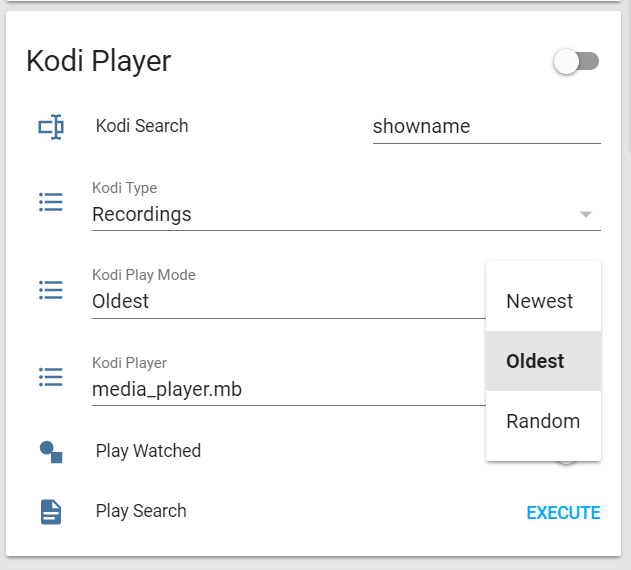 Kodi Player
Kodi Search showname
Kodi Type
Recordings
Kodi Play Mode
Oldest
Newest
Oldest
Random
Kodi Player
media_player.mb
Play Watched
Play Search EXECUTE